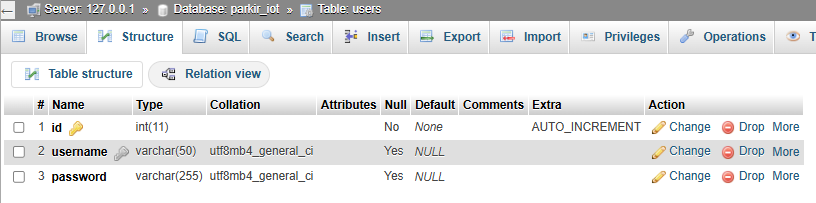 Server: 127.0.0.1 » Database: parkir_iot » Table: users
Browse Structure SQL Search Insert Export Import Privileges Operations T
Table structure Relation view
# Name Type Collation Attributes Null Default Comments Extra Action
1 id int(11) No None AUTO_INCREMENT Change Drop More
2 username varchar(50) utf8mb4_general_ci Yes NULL Change Drop More
3 password varchar(255) utf8mb4_general_ci Yes NULL Change Drop More